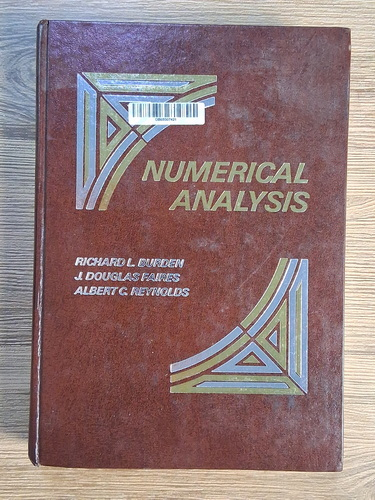 NUMERICAL
ANALYSIS
RICHARD L. BURDEN
J. DOUGLAS FAIRES
ALBERT C. REYNOLDS